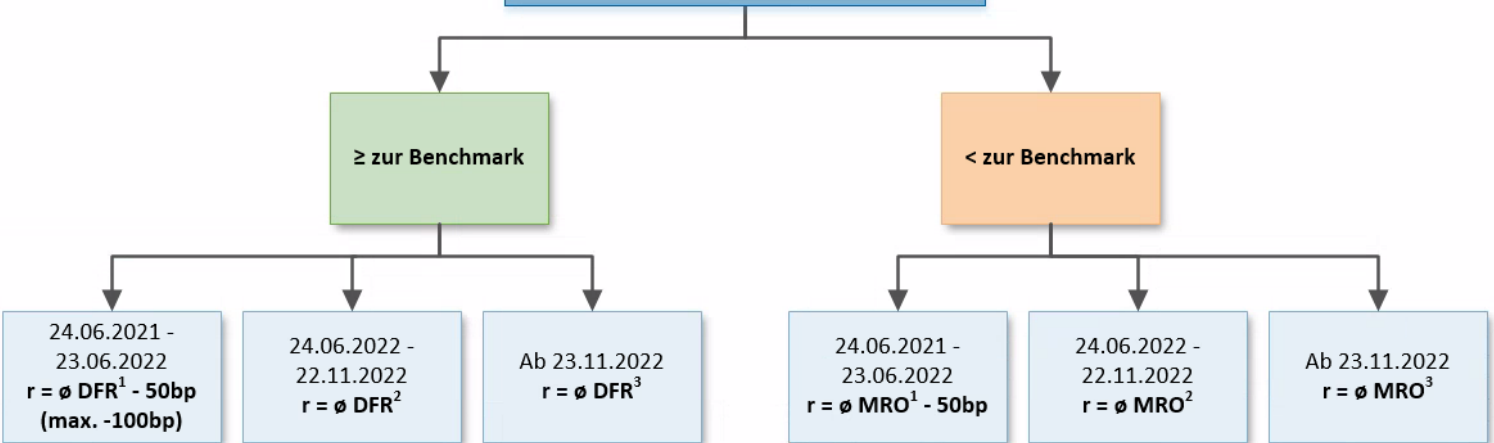 ≥ zur Benchmark
< zur Benchmark
24.06.2021 -
23.06.2022
r = ø DFR¹ - 50bp
(max. -100bp)
24.06.2022 -
22.11.2022
r = ø DFR²
Ab 23.11.2022
r = ø DFR³
24.06.2021 -
23.06.2022
r = ø MRO¹ - 50bp
24.06.2022 -
22.11.2022
r = ø MRO²
Ab 23.11.2022
r = ø MRO³